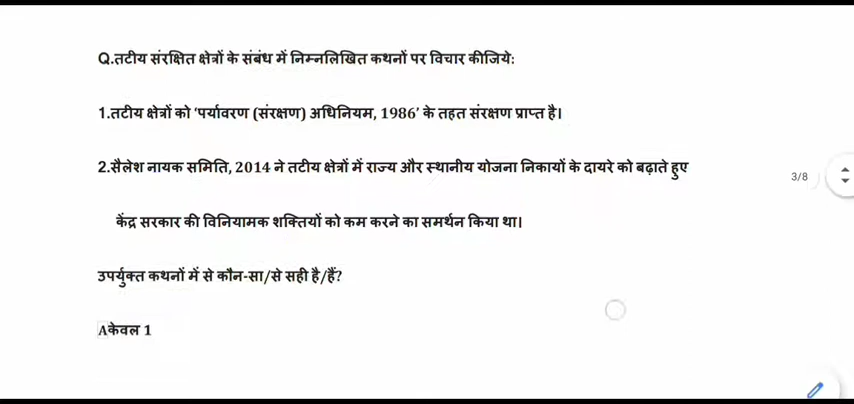 Q.तटीय संरक्षित क्षेत्रों के संबंध में निम्नलिखित कथनों पर विचार कीजिये:
1.तटीय क्षेत्रों को ‘पर्यावरण (संरक्षण) अधिनियम, 1986’ के तहत संरक्षण प्राप्त है।
2.सैलेश नायक समिति, 2014 ने तटीय क्षेत्रों में राज्य और स्थानीय योजना निकायों के दायरे को बढ़ाते हुए
3/8
केंद्र सरकार की विनियामक शक्तियों को कम करने का समर्थन किया था।
उपर्युक्त कथनों में से कौन-सा/से सही है/हैं?
Aकेवल 1